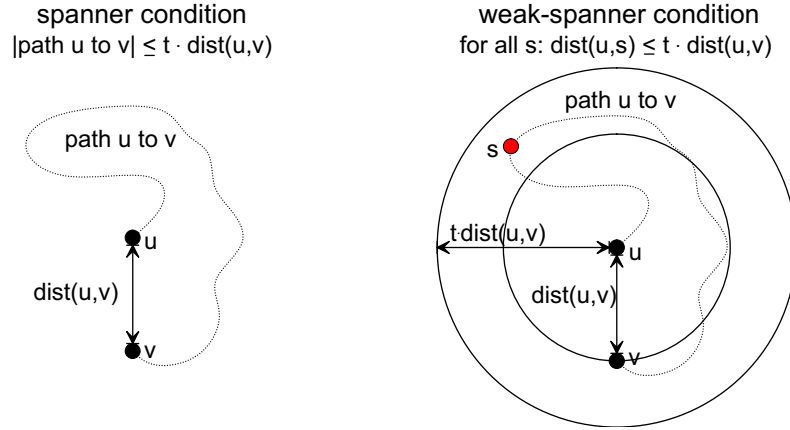 spanner condition
|path u to v| ≤ t · dist(u,v)
path u to v
u
dist(u,v)
v
weak-spanner condition
for all s: dist(u,s) ≤ t · dist(u,v)
path u to v
s
t·dist(u,v)
u
dist(u,v)
v